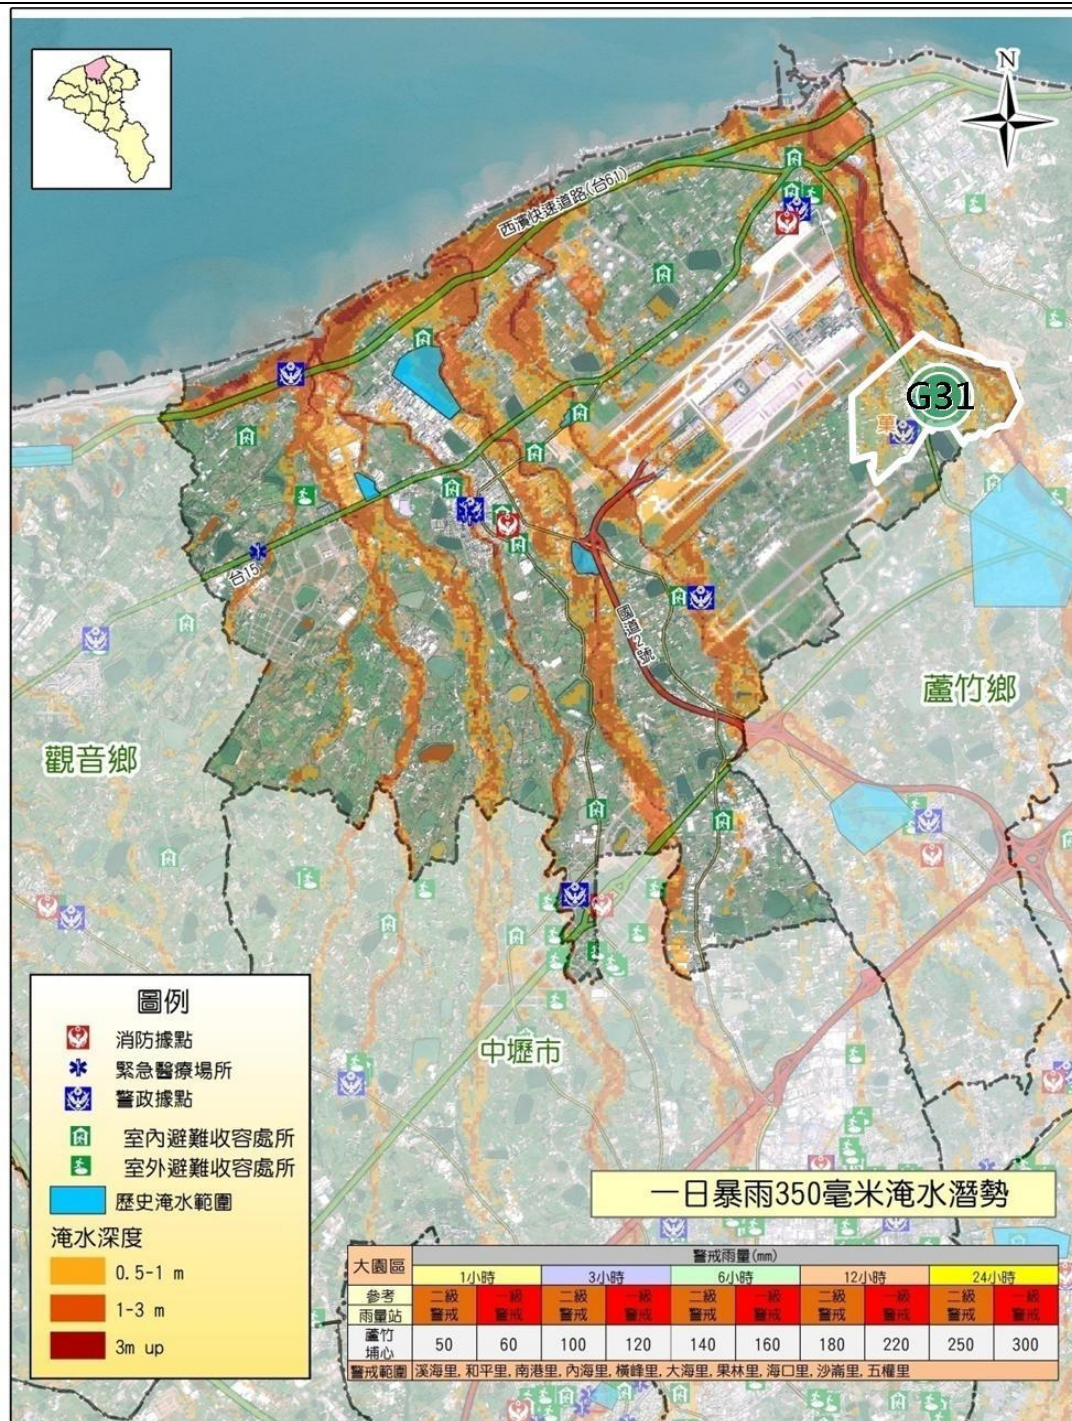 N
西濱快速道路(台61)
G31
菓
台15
國道2號
蘆竹鄉
觀音鄉
中壢市
圖例
消防據點
緊急醫療場所
警政據點
室內避難收容處所
室外避難收容處所
歷史淹水範圍
淹水深度
0.5-1 m
1-3 m
3m up
一日暴雨350毫米淹水潛勢
大園區 警戒雨量(mm)
1小時 3小時 6小時 12小時 24小時
參考 二級 一級 二級 一級 二級 一級 二級 一級 二級 一級
雨量站 警戒 警戒 警戒 警戒 警戒 警戒 警戒 警戒 警戒 警戒
蘆竹
埔心 50 60 100 120 140 160 180 220 250 300
警戒範圍 溪海里, 和平里, 南港里, 內海里, 橫峰里, 大海里, 果林里, 海口里, 沙崙里, 五權里